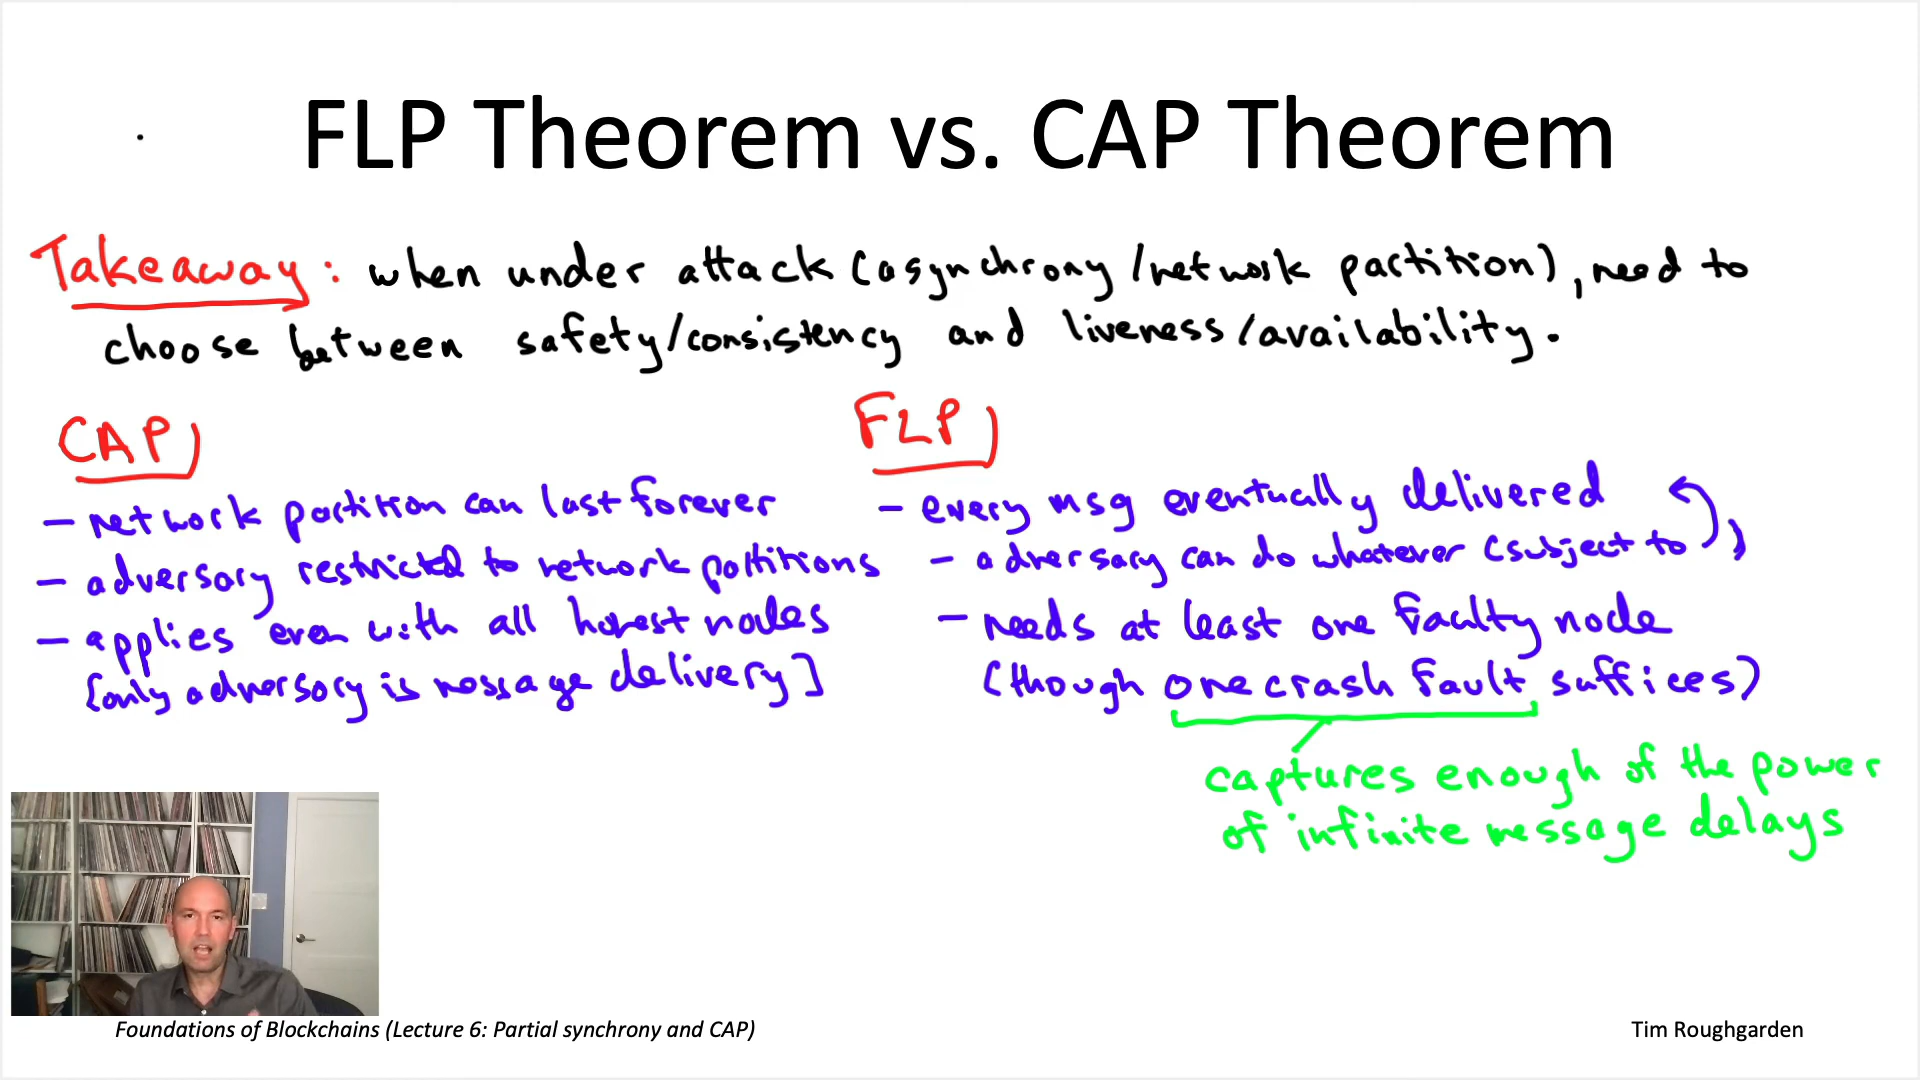 FLP Theorem vs. CAP Theorem
Takeaway: when under attack (asynchrony/network partition), need to
choose between safety/consistency and liveness/availability.
CAP
- network partition can last forever
- adversary restricted to network partitions
- applies even with all honest nodes
[only adversary is message delivery]
FLP
- every msg eventually delivered
- adversary can do whatever (subject to )
- needs at least one faulty node
(though one crash fault suffices)
captures enough of the power
of infinite message delays
Foundations of Blockchains (Lecture 6: Partial synchrony and CAP)
Tim Roughgarden